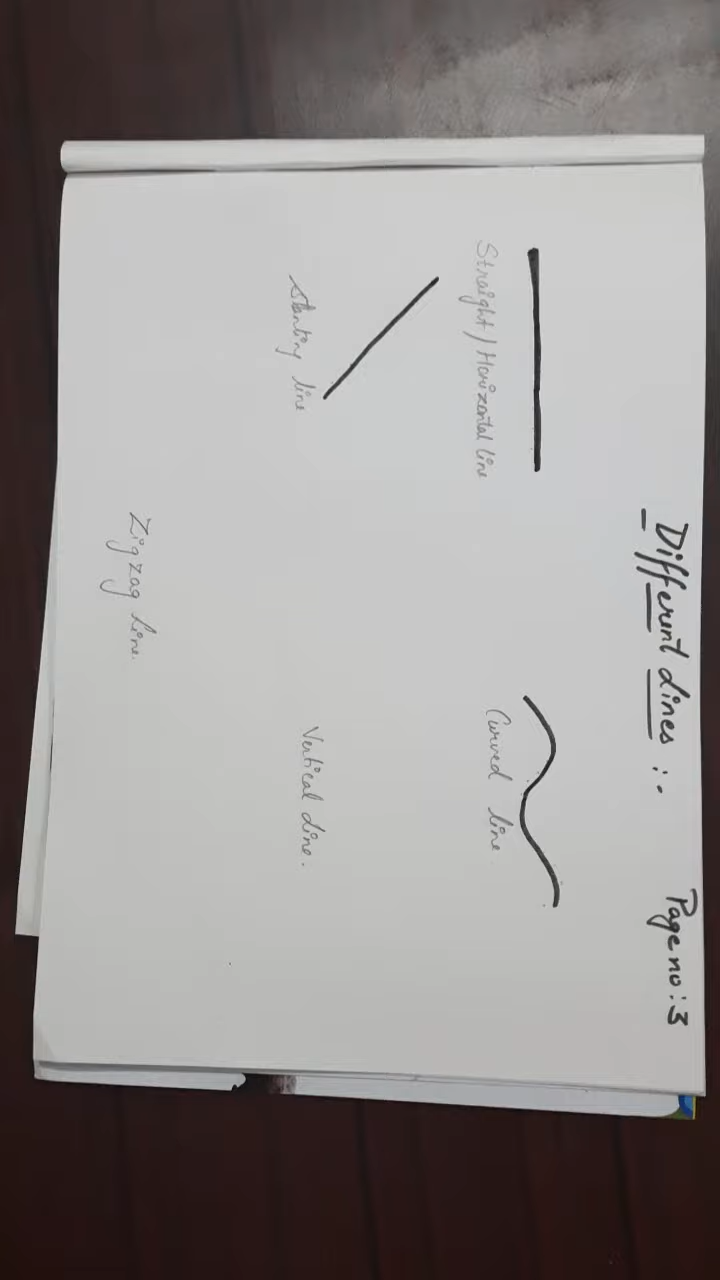 Different Lines :-
Page no : 3
Straight / Horizontal line
Curved line
Slanting line
Vertical Line.
Zigzag Line.